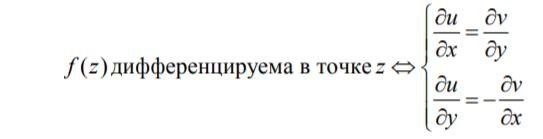 f(z) дифференцируема в точке z ⇔ { ∂u/∂x = ∂v/∂y
∂u/∂y = −∂v/∂x